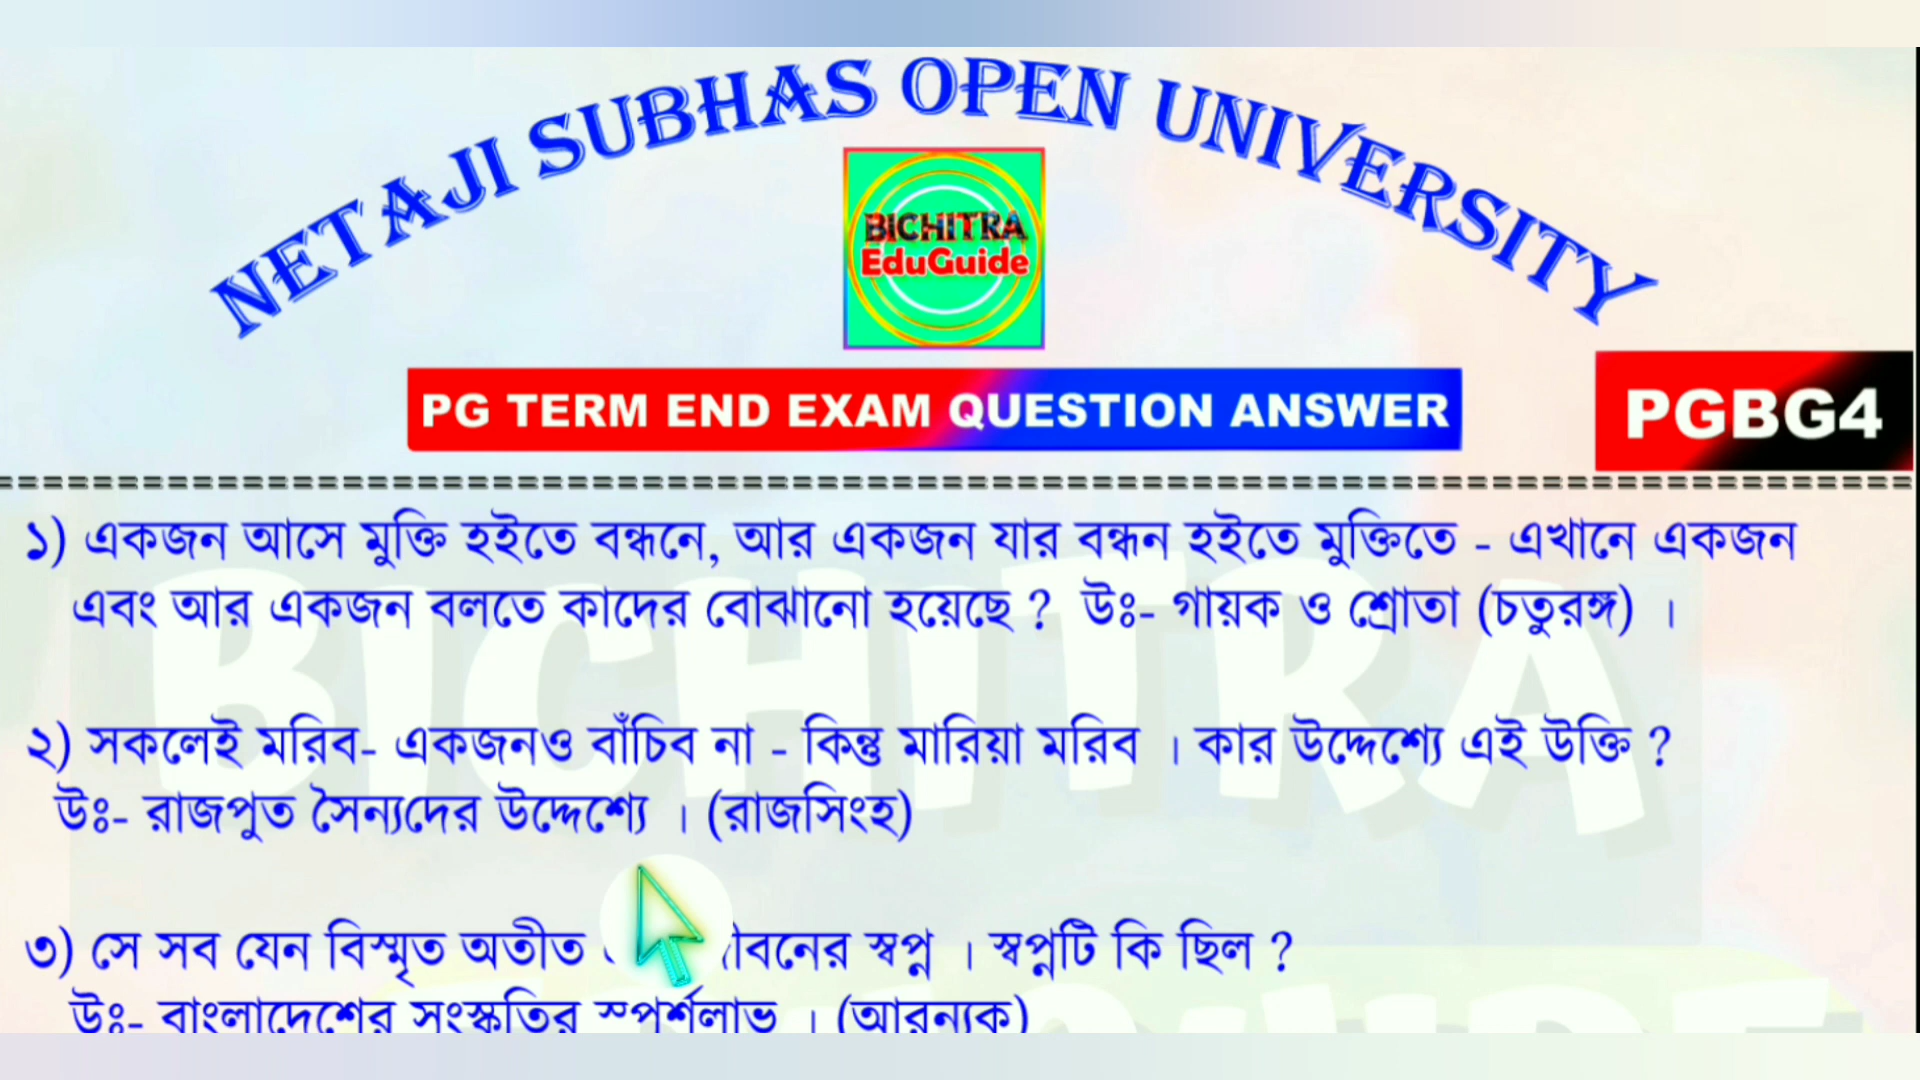 NETAJI SUBHAS OPEN UNIVERSITY
BICHITRA
EduGuide
PG TERM END EXAM QUESTION ANSWER
PGBG4
১) একজন আসে মুক্তি হইতে বন্ধনে, আর একজন যার বন্ধন হইতে মুক্তিতে - এখানে একজন
এবং আর একজন বলতে কাদের বোঝানো হয়েছে ? উঃ- গায়ক ও শ্রোতা (চতুরঙ্গ) ।
২) সকলেই মরিব- একজনও বাঁচিব না - কিন্তু মারিয়া মরিব । কার উদ্দেশ্যে এই উক্তি ?
উঃ- রাজপুত সৈন্যদের উদ্দেশ্যে । (রাজসিংহ)
৩) সে সব যেন বিস্মৃত অতীত স্বপ্ন । স্বপ্নটি কি ছিল ?
উঃ- বাংলাদেশের সংস্কৃতির স্পর্শলাভ । (আরন্যক)
BICHITRA